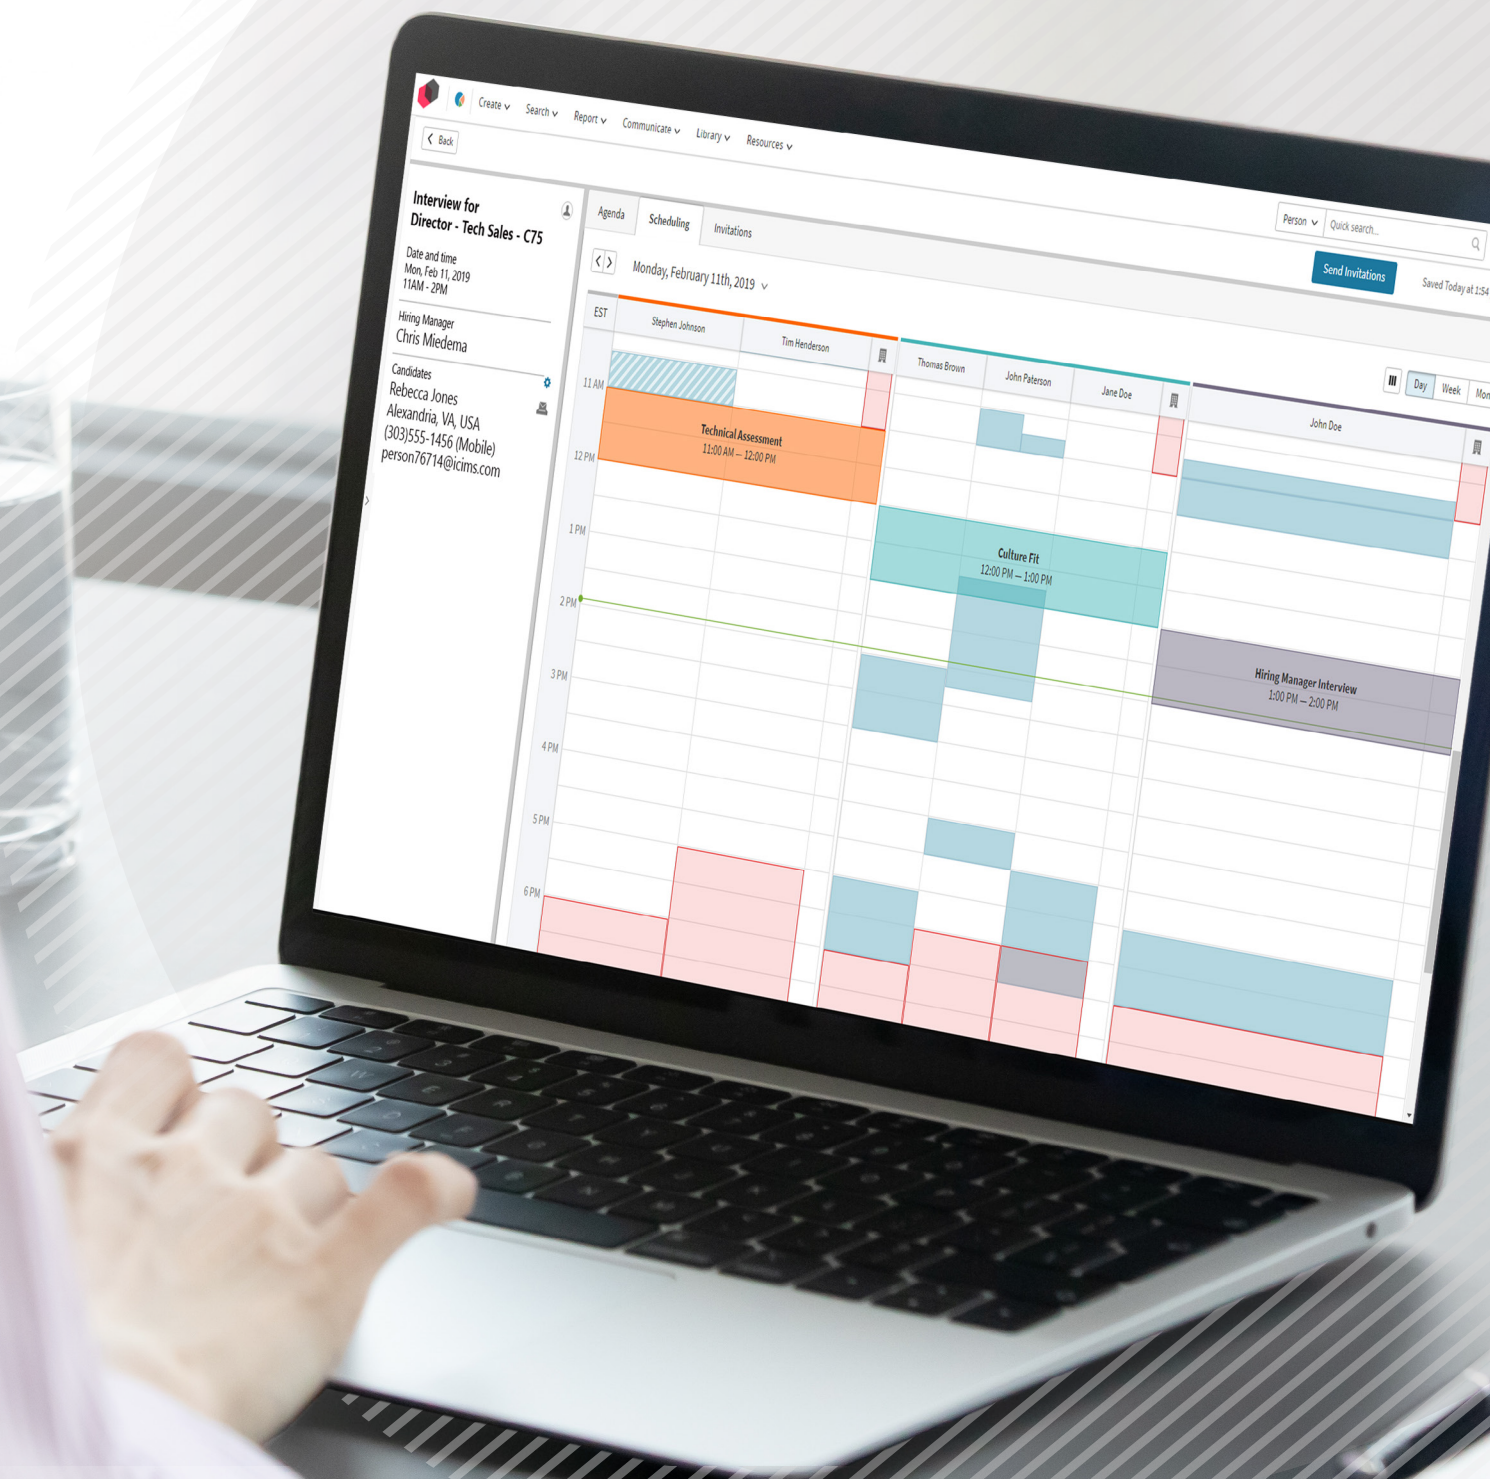 Create
Search
Report
Communicate
Library
Resources
Back
Person
Quick search...
Send Invitations
Saved Today at 1:54
Interview for
Director - Tech Sales - C75
Date and time
Mon, Feb 11, 2019
11AM - 2PM
Hiring Manager
Chris Miedema
Candidates
Rebecca Jones
Alexandria, VA, USA
(303)555-1456 (Mobile)
person76714@icims.com
Agenda
Scheduling
Invitations
Monday, February 11th, 2019
Day
Week
Mon
EST
Stephen Johnson
Tim Henderson
Thomas Brown
John Paterson
Jane Doe
John Doe
11 AM
12 PM
1 PM
2 PM
3 PM
4 PM
5 PM
6 PM
Technical Assessment
11:00 AM — 12:00 PM
Culture Fit
12:00 PM — 1:00 PM
Hiring Manager Interview
1:00 PM — 2:00 PM